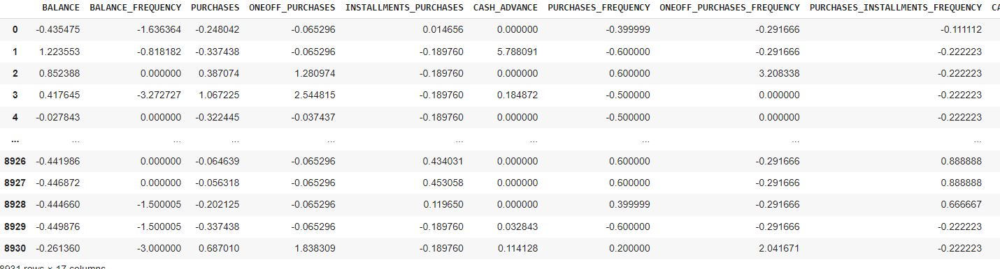 BALANCE BALANCE_FREQUENCY PURCHASES ONEOFF_PURCHASES INSTALLMENTS_PURCHASES CASH_ADVANCE PURCHASES_FREQUENCY ONEOFF_PURCHASES_FREQUENCY PURCHASES_INSTALLMENTS_FREQUENCY CA
0 -0.435475 -1.636364 -0.248042 -0.065296 0.014656 0.000000 -0.399999 -0.291666 -0.111112
1 1.223553 -0.818182 -0.337438 -0.065296 -0.189760 5.788091 -0.600000 -0.291666 -0.222223
2 0.852388 0.000000 0.387074 1.280974 -0.189760 0.000000 0.600000 3.208338 -0.222223
3 0.417645 -3.272727 1.067225 2.544815 -0.189760 0.184872 -0.500000 0.000000 -0.222223
4 -0.027843 0.000000 -0.322445 -0.037437 -0.189760 0.000000 -0.500000 0.000000 -0.222223
... ... ... ... ... ... ... ... ... ...
8926 -0.441986 0.000000 -0.064639 -0.065296 0.434031 0.000000 0.600000 -0.291666 0.888888
8927 -0.446872 0.000000 -0.056318 -0.065296 0.453058 0.000000 0.600000 -0.291666 0.888888
8928 -0.444660 -1.500005 -0.202125 -0.065296 0.119650 0.000000 0.399999 -0.291666 0.666667
8929 -0.449876 -1.500005 -0.337438 -0.065296 -0.189760 0.032843 -0.600000 -0.291666 -0.222223
8930 -0.261360 -3.000000 0.687010 1.838309 -0.189760 0.114128 0.200000 2.041671 -0.222223
8931 rows × 17 columns